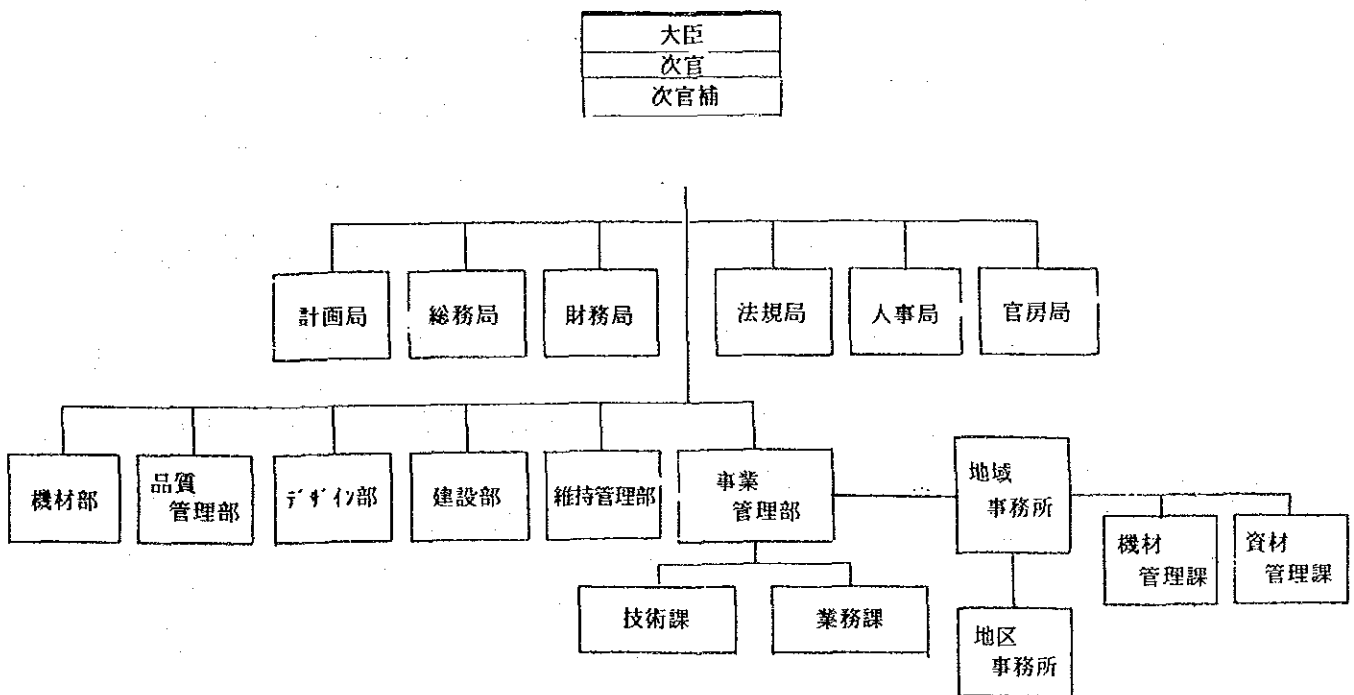 大臣
次官
次官補
計画局
総務局
財務局
法規局
人事局
官房局
機材部
品質
管理部
デザイン部
建設部
維持管理部
事業
管理部
地域
事務所
機材
管理課
資材
管理課
技術課
業務課
地区
事務所